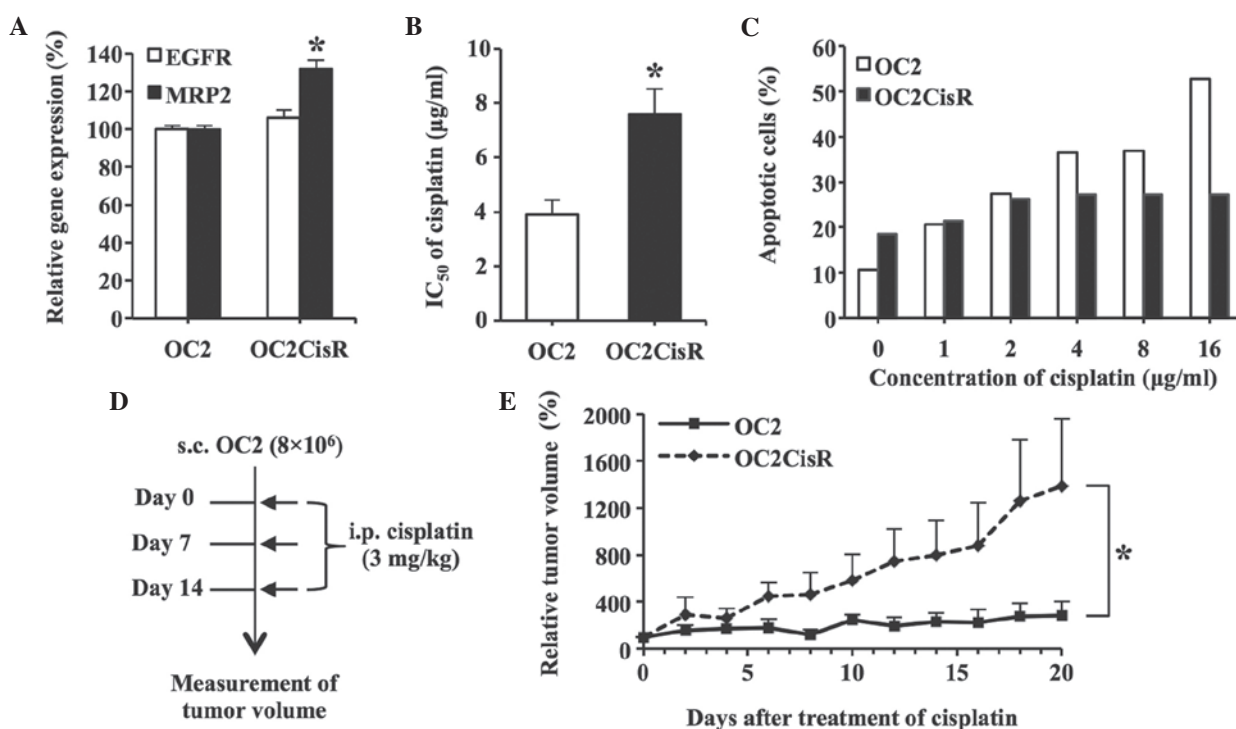 A
Relative gene expression (%)
140
120
100
80
60
40
20
0
EGFR
MRP2
*
OC2
OC2CisR
B
IC50 of cisplatin (µg/ml)
10
8
6
4
2
0
*
OC2
OC2CisR
C
Apoptotic cells (%)
60
50
40
30
20
10
0
OC2
OC2CisR
0 1 2 4 8 16
Concentration of cisplatin (µg/ml)
D
s.c. OC2 (8×10⁶)
Day 0
Day 7
Day 14
i.p. cisplatin
(3 mg/kg)
Measurement of
tumor volume
E
Relative tumor volume (%)
2000
1600
1200
800
400
0
OC2
OC2CisR
*
0 5 10 15 20
Days after treatment of cisplatin